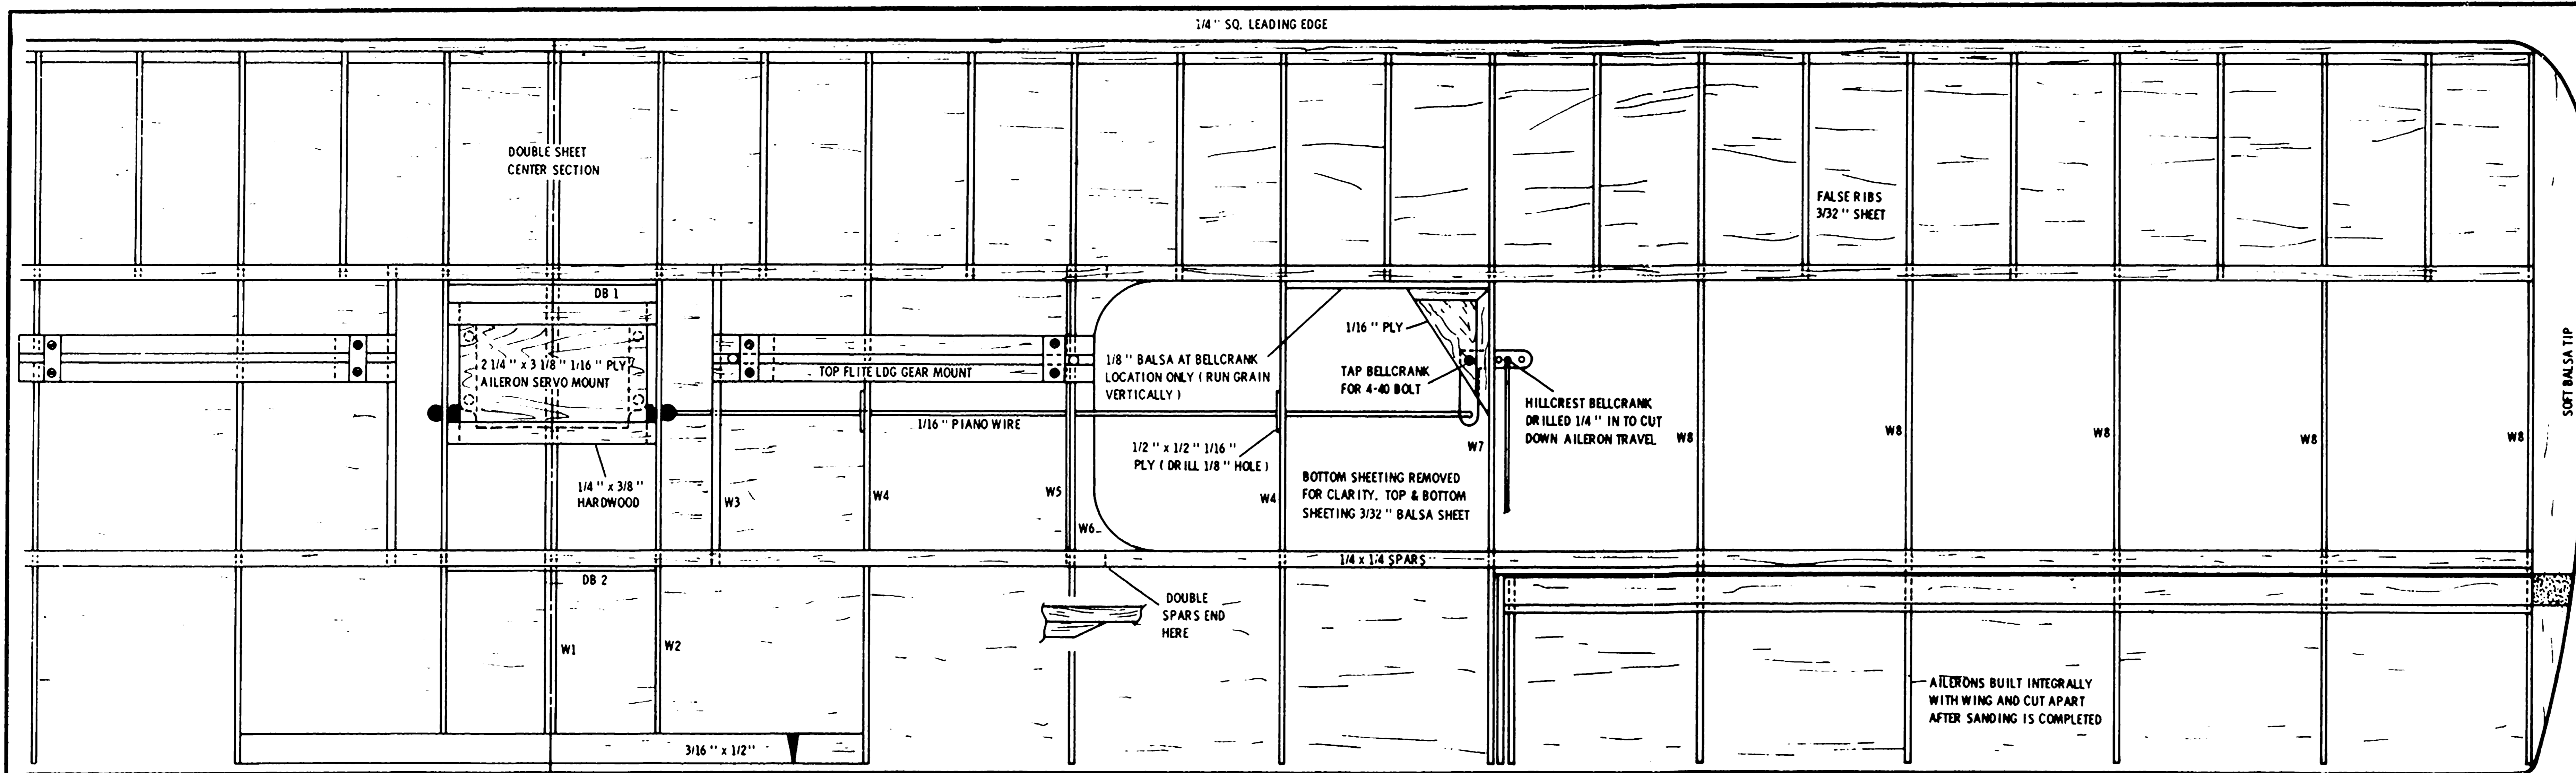 1/4" SQ. LEADING EDGE
DOUBLE SHEET
CENTER SECTION
FALSE RIBS
3/32" SHEET
DB 1
2 1/4" x 3 1/8" 1/16" PLY
AILERON SERVO MOUNT
TOP FLITE LDG GEAR MOUNT
1/8" BALSA AT BELLCRANK
LOCATION ONLY (RUN GRAIN
VERTICALLY)
1/16" PLY
TAP BELLCRANK
FOR 4-40 BOLT
HILLCREST BELLCRANK
DRILLED 1/4" IN TO CUT
DOWN AILERON TRAVEL
SOFT BALSA TIP
1/16" PIANO WIRE
1/2" x 1/2" 1/16"
PLY (DRILL 1/8" HOLE)
1/4" x 3/8"
HARDWOOD
W3
W4
W5
W6
W4
W7
W8
W8
W8
W8
W8
BOTTOM SHEETING REMOVED
FOR CLARITY. TOP & BOTTOM
SHEETING 3/32" BALSA SHEET
1/4 x 1/4 SPARS
DB 2
DOUBLE
SPARS END
HERE
W1
W2
AILERONS BUILT INTEGRALLY
WITH WING AND CUT APART
AFTER SANDING IS COMPLETED
3/16" x 1/2"